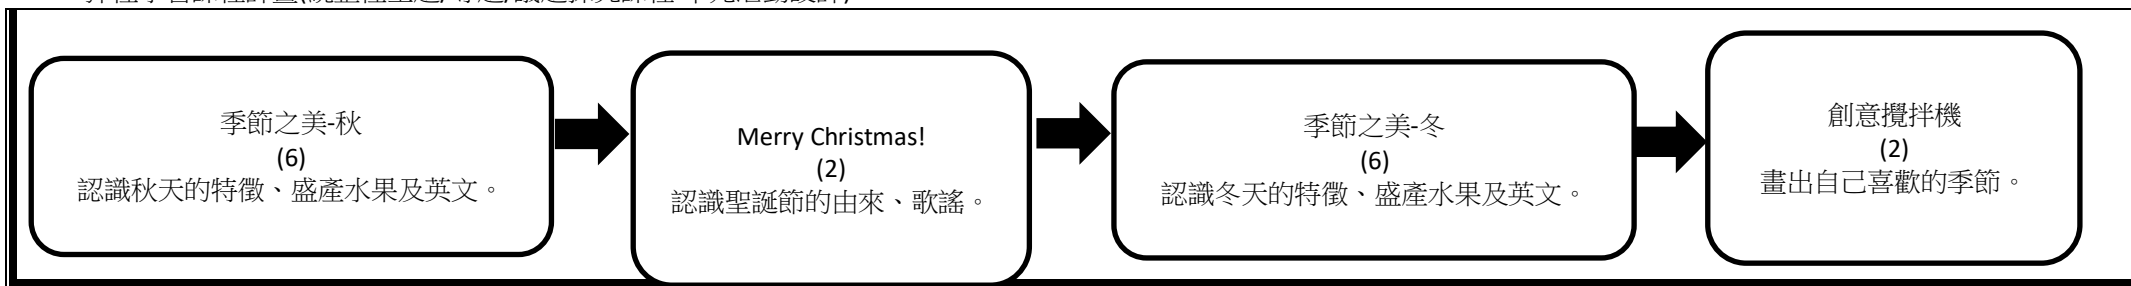 季節之美-秋
(6)
認識秋天的特徵、盛產水果及英文。
Merry Christmas!
(2)
認識聖誕節的由來、歌謠。
季節之美-冬
(6)
認識冬天的特徵、盛產水果及英文。
創意攪拌機
(2)
畫出自己喜歡的季節。